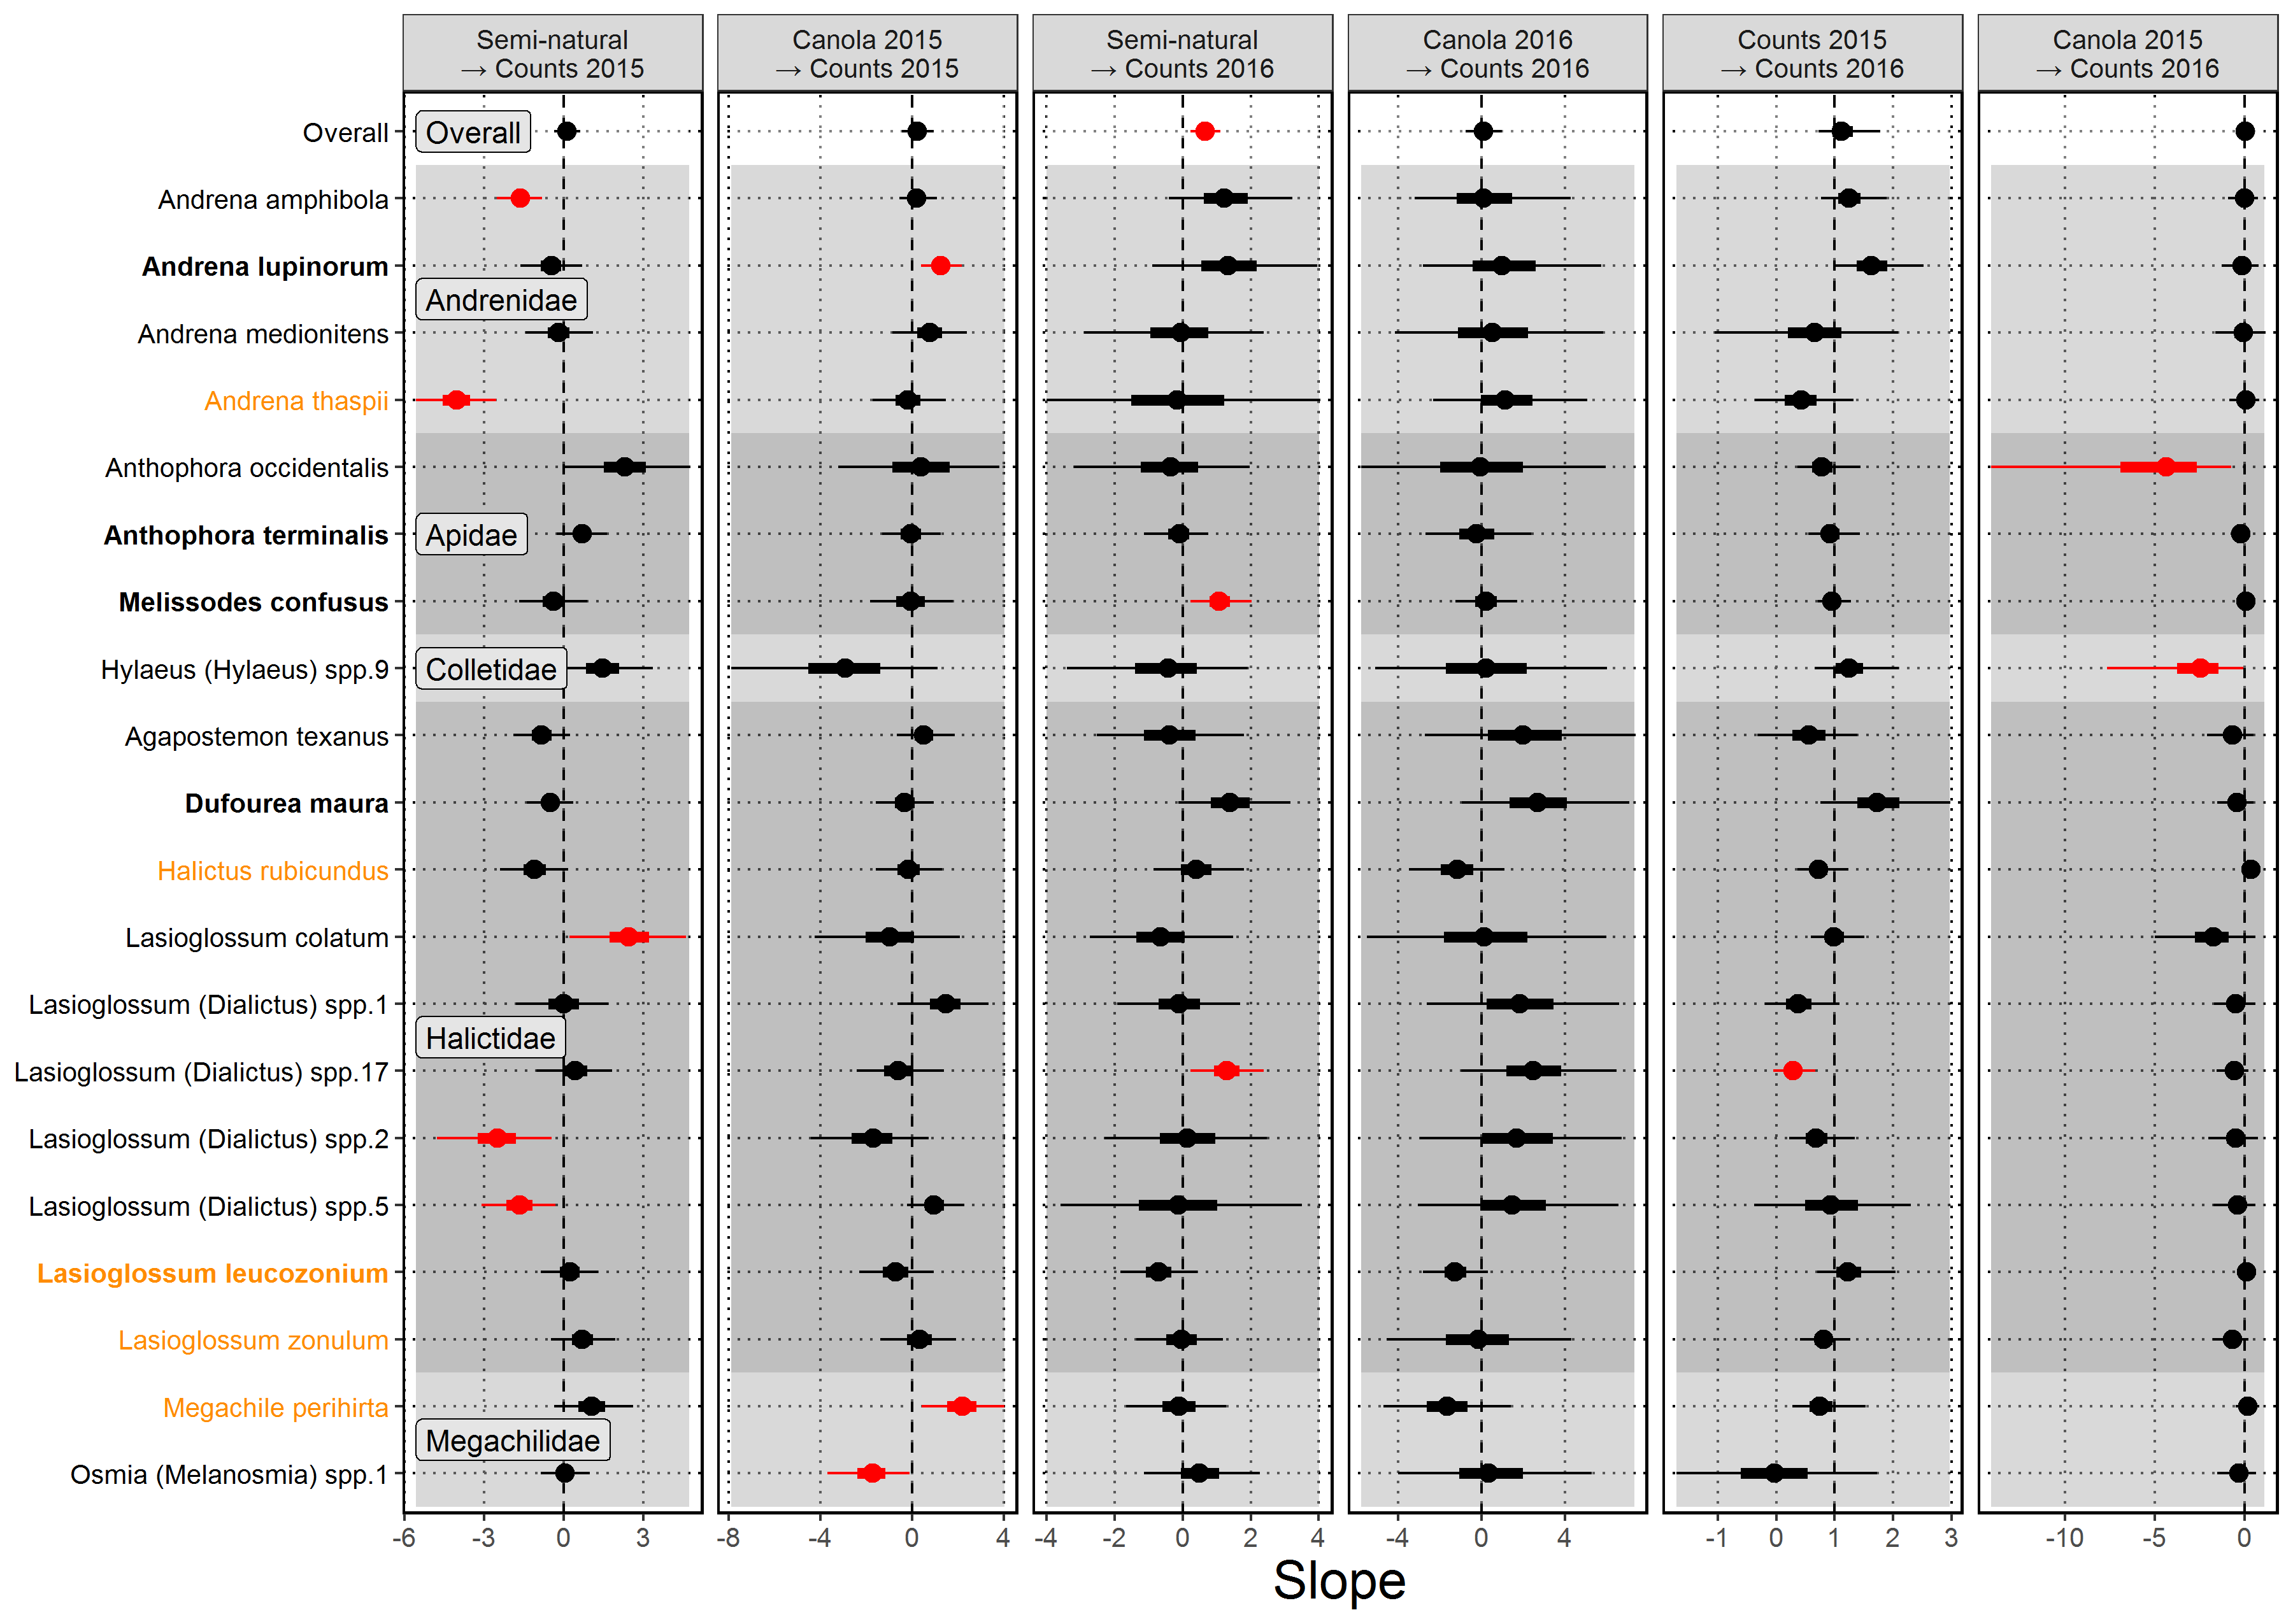 Semi-natural
→ Counts 2015
Canola 2015
→ Counts 2015
Semi-natural
→ Counts 2016
Canola 2016
→ Counts 2016
Counts 2015
→ Counts 2016
Canola 2015
→ Counts 2016
Overall
Overall
Andrena amphibola
Andrena lupinorum
Andrenidae
Andrena medionitens
Andrena thaspii
Anthophora occidentalis
Anthophora terminalis
Apidae
Melissodes confusus
Hylaeus (Hylaeus) spp.9
Colletidae
Agapostemon texanus
Dufourea maura
Halictus rubicundus
Lasioglossum colatum
Lasioglossum (Dialictus) spp.1
Halictidae
Lasioglossum (Dialictus) spp.17
Lasioglossum (Dialictus) spp.2
Lasioglossum (Dialictus) spp.5
Lasioglossum leucozonium
Lasioglossum zonulum
Megachile perihirta
Megachilidae
Osmia (Melanosmia) spp.1
-6 -3 0 3
-8 -4 0 4
-4 -2 0 2 4
-4 0 4
-1 0 1 2 3
-10 -5 0
Slope